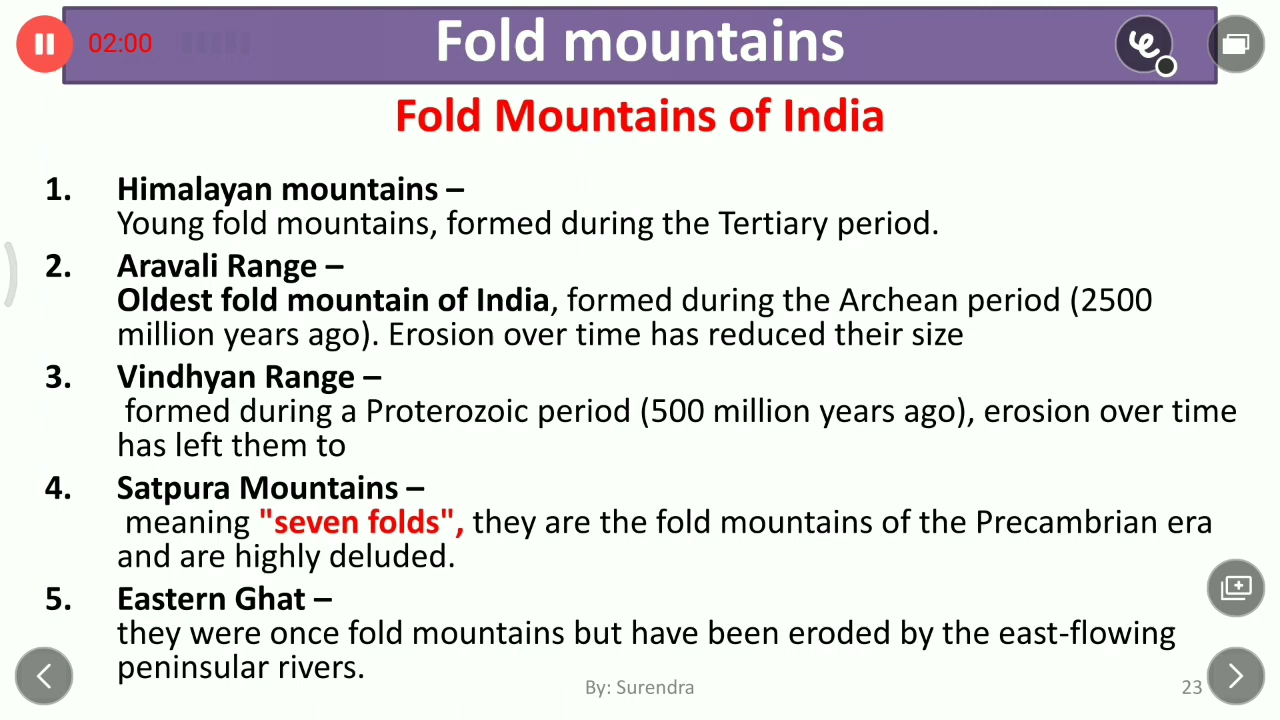 02:00
Fold mountains
Fold Mountains of India
1. Himalayan mountains –
Young fold mountains, formed during the Tertiary period.
2. Aravali Range –
Oldest fold mountain of India, formed during the Archean period (2500
million years ago). Erosion over time has reduced their size
3. Vindhyan Range –
formed during a Proterozoic period (500 million years ago), erosion over time
has left them to
4. Satpura Mountains –
meaning "seven folds", they are the fold mountains of the Precambrian era
and are highly deluded.
5. Eastern Ghat –
they were once fold mountains but have been eroded by the east-flowing
peninsular rivers.
By: Surendra
23